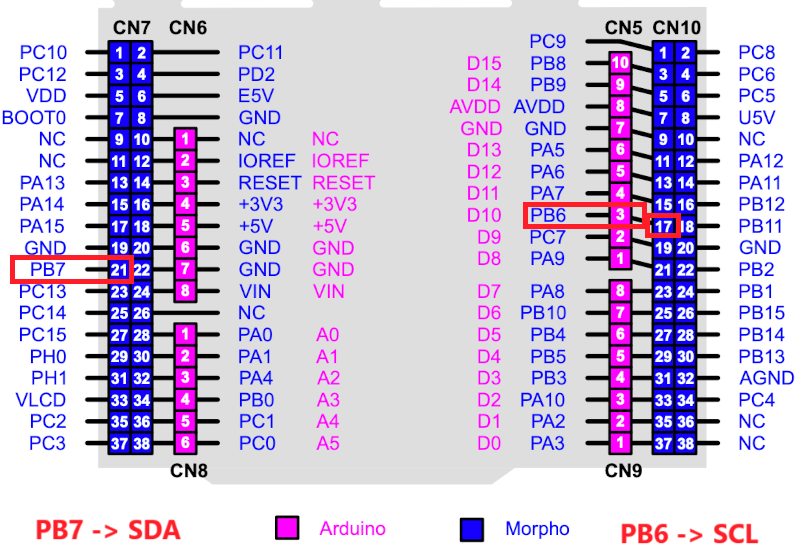 CN7 CN6 CN5 CN10
PC9
PC10 1 2 PC11 PB8 10 1 2 PC8
PC12 3 4 PD2 D15 PB9 9 3 4 PC6
VDD 5 6 E5V D14 AVDD 8 5 6 PC5
BOOT0 7 8 GND AVDD GND 7 7 8 U5V
NC 9 10 1 NC NC GND PA5 6 9 10 NC
NC 11 12 2 IOREF IOREF D13 PA6 5 11 12 PA12
PA13 13 14 3 RESET RESET D12 PA7 4 13 14 PA11
PA14 15 16 4 +3V3 +3V3 D11 PB6 3 15 16 PB12
PA15 17 18 5 +5V +5V D10 PC7 2 17 18 PB11
GND 19 20 6 GND GND D9 PA9 1 19 20 GND
PB7 21 22 7 GND GND D8 21 22 PB2
PC13 23 24 8 VIN VIN D7 PA8 8 23 24 PB1
PC14 25 26 NC D6 PB10 7 25 26 PB15
PC15 27 28 1 PA0 A0 D5 PB4 6 27 28 PB14
PH0 29 30 2 PA1 A1 D4 PB5 5 29 30 PB13
PH1 31 32 3 PA4 A2 D3 PB3 4 31 32 AGND
VLCD 33 34 4 PB0 A3 D2 PA10 3 33 34 PC4
PC2 35 36 5 PC1 A4 D1 PA2 2 35 36 NC
PC3 37 38 6 PC0 A5 D0 PA3 1 37 38 NC
CN8 CN9
PB7 -> SDA Arduino Morpho PB6 -> SCL